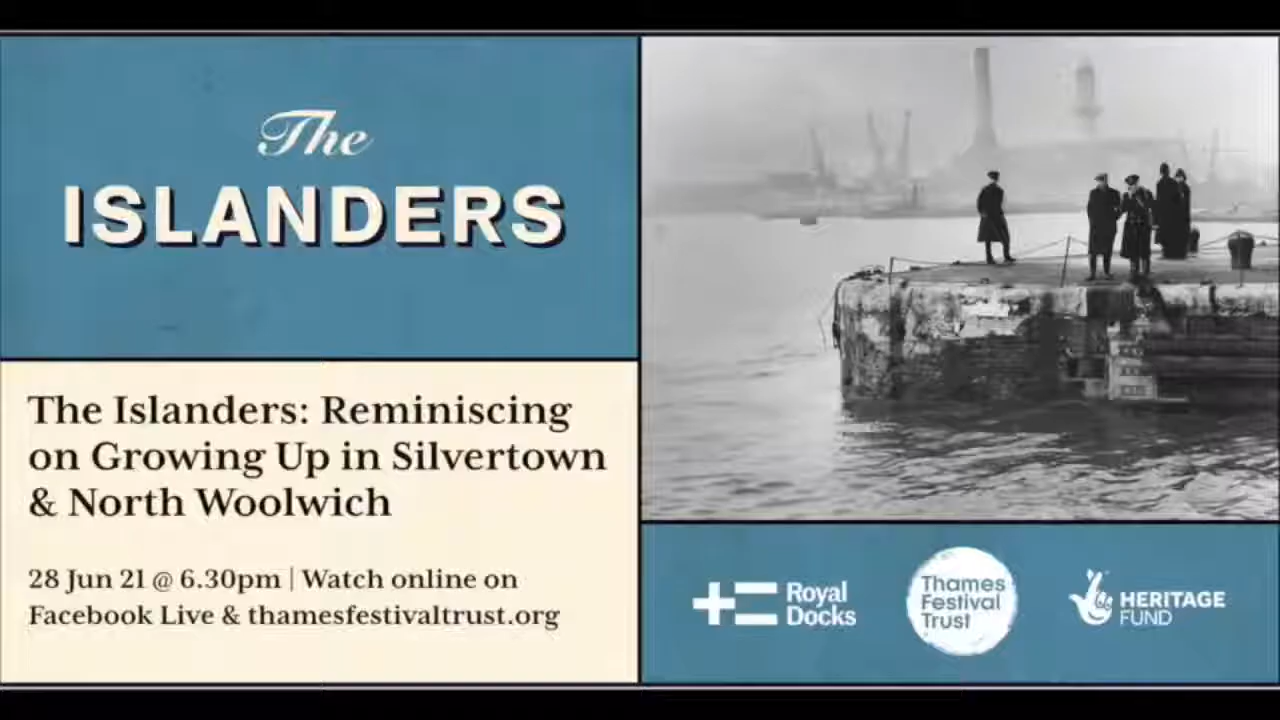 The
ISLANDERS
The Islanders: Reminiscing
on Growing Up in Silvertown
& North Woolwich
28 Jun 21 @ 6.30pm | Watch online on
Facebook Live & thamesfestivaltrust.org
Royal
Docks
Thames
Festival
Trust
HERITAGE
FUND